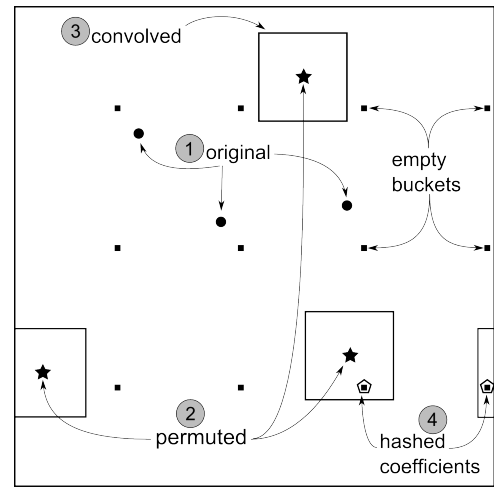 3 convolved
1 original
empty
buckets
2
permuted
4
hashed
coefficients